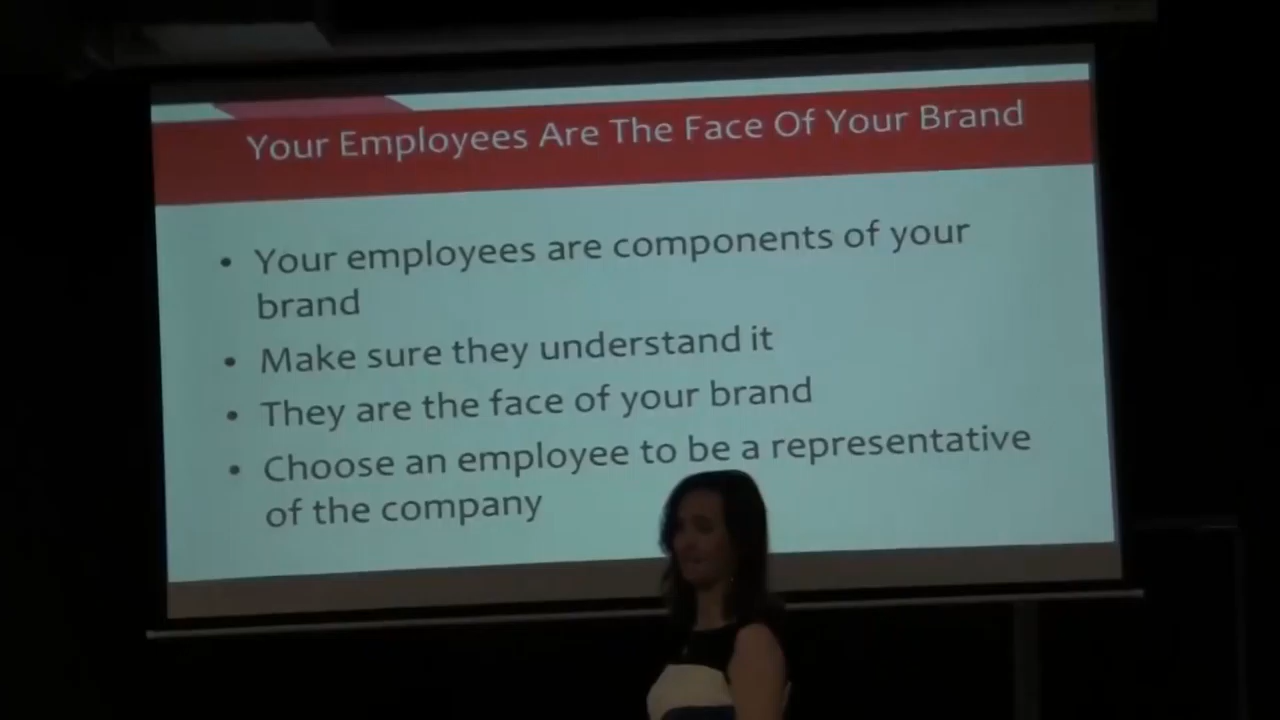 Your Employees Are The Face Of Your Brand
• Your employees are components of your
brand
• Make sure they understand it
• They are the face of your brand
• Choose an employee to be a representative
of the company